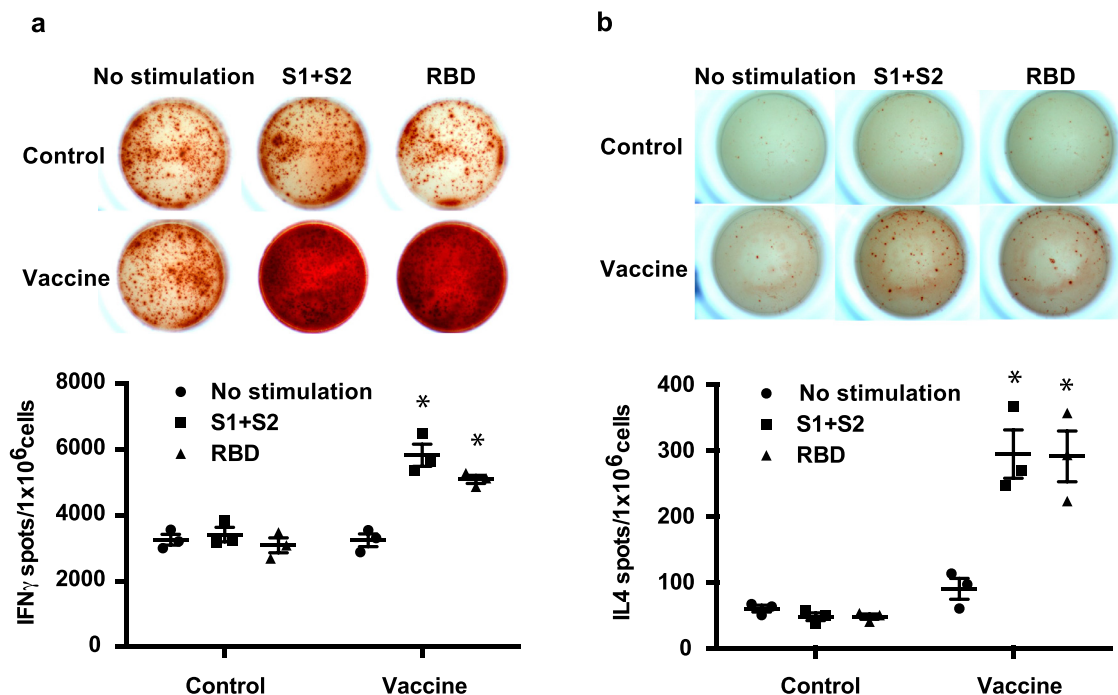 a
No stimulation S1+S2 RBD
Control
Vaccine
8000
6000
4000
2000
0
IFNγ spots/1x10⁶cells
No stimulation
S1+S2
RBD
*
*
Control Vaccine
b
No stimulation S1+S2 RBD
Control
Vaccine
400
300
200
100
0
IL4 spots/1x10⁶cells
No stimulation
S1+S2
RBD
*
*
Control Vaccine